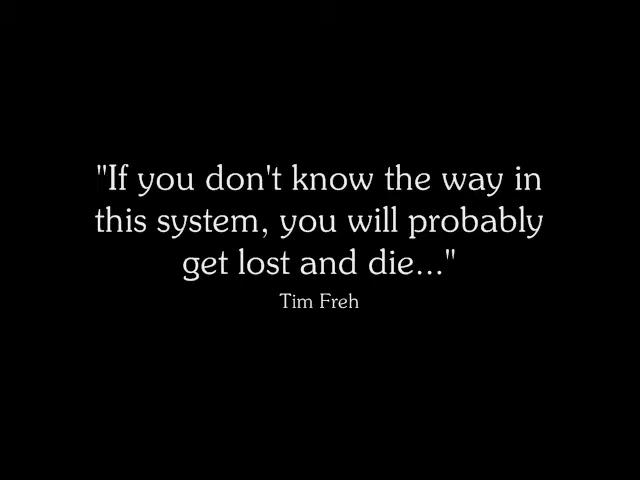 "If you don't know the way in
this system, you will probably
get lost and die..."
Tim Freh